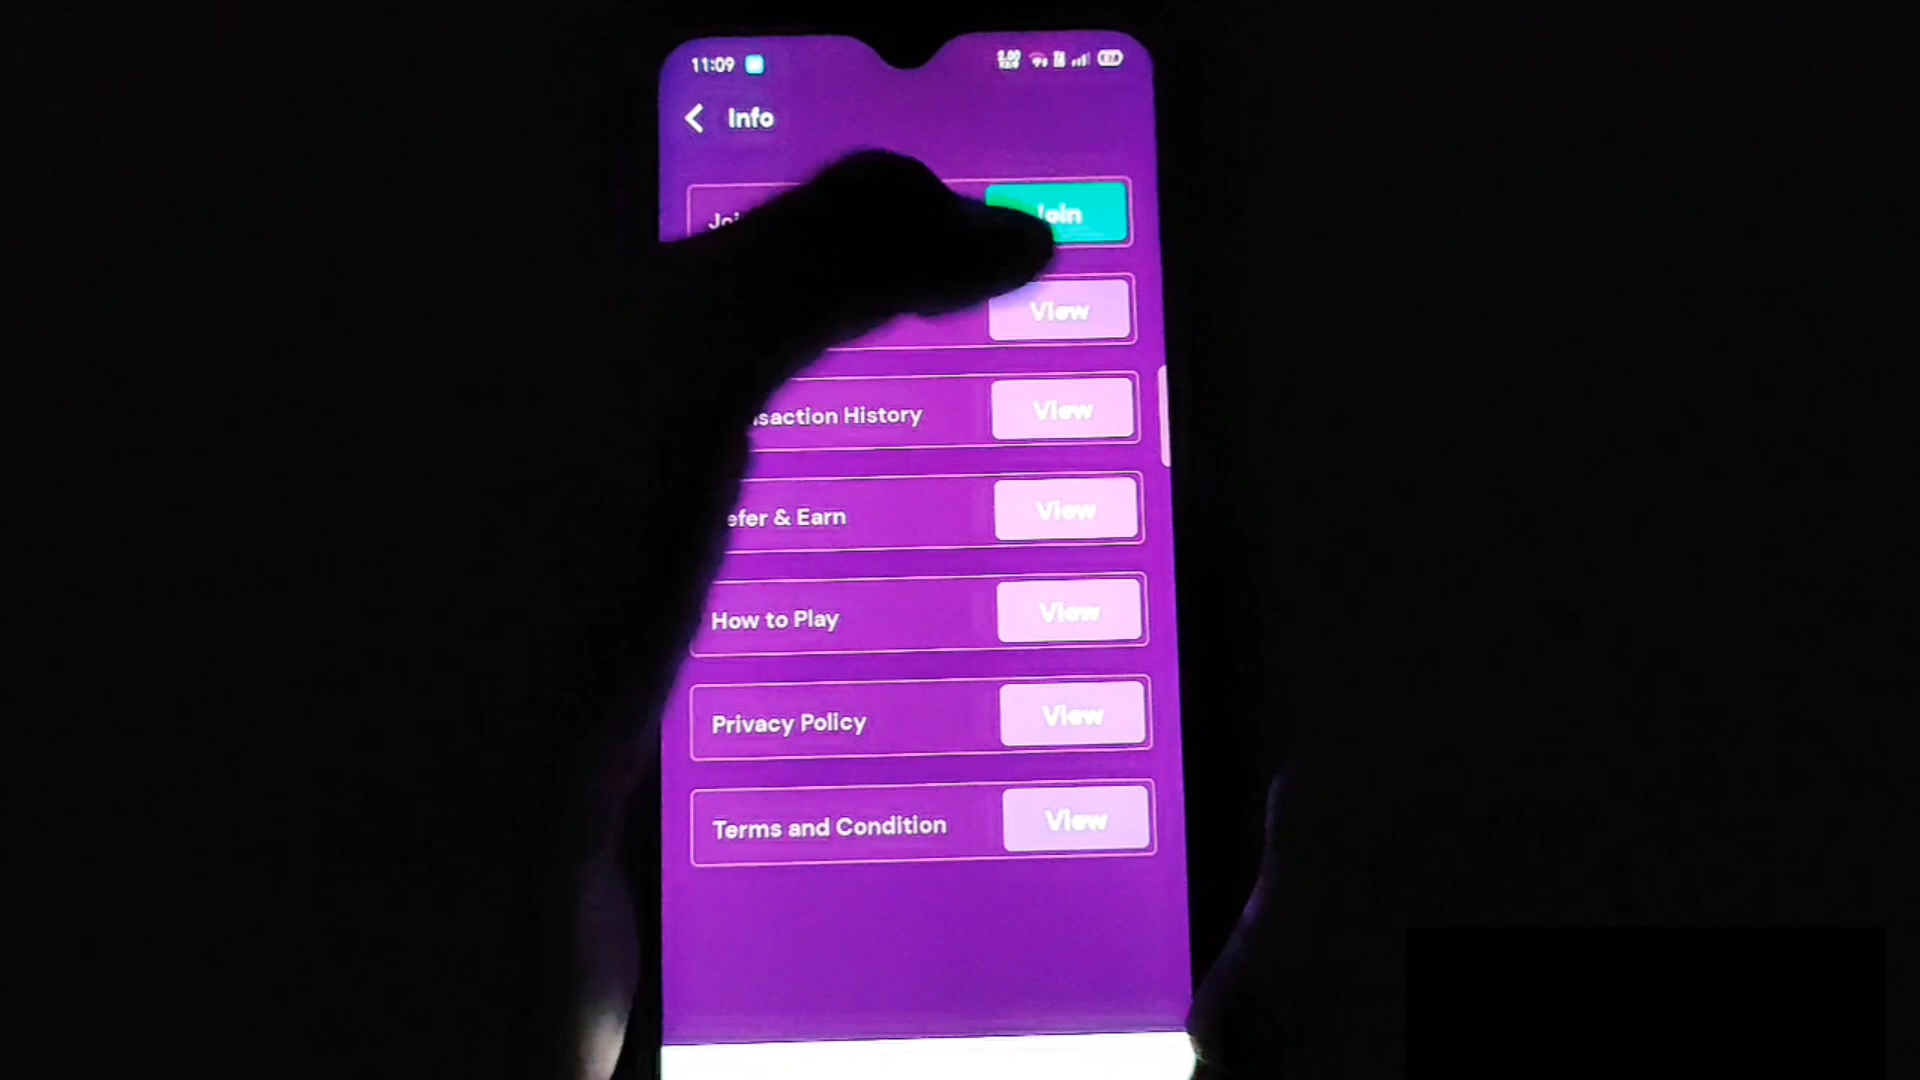 11:09
Info
Join
View
saction History
View
efer & Earn
View
How to Play
View
Privacy Policy
View
Terms and Condition
View